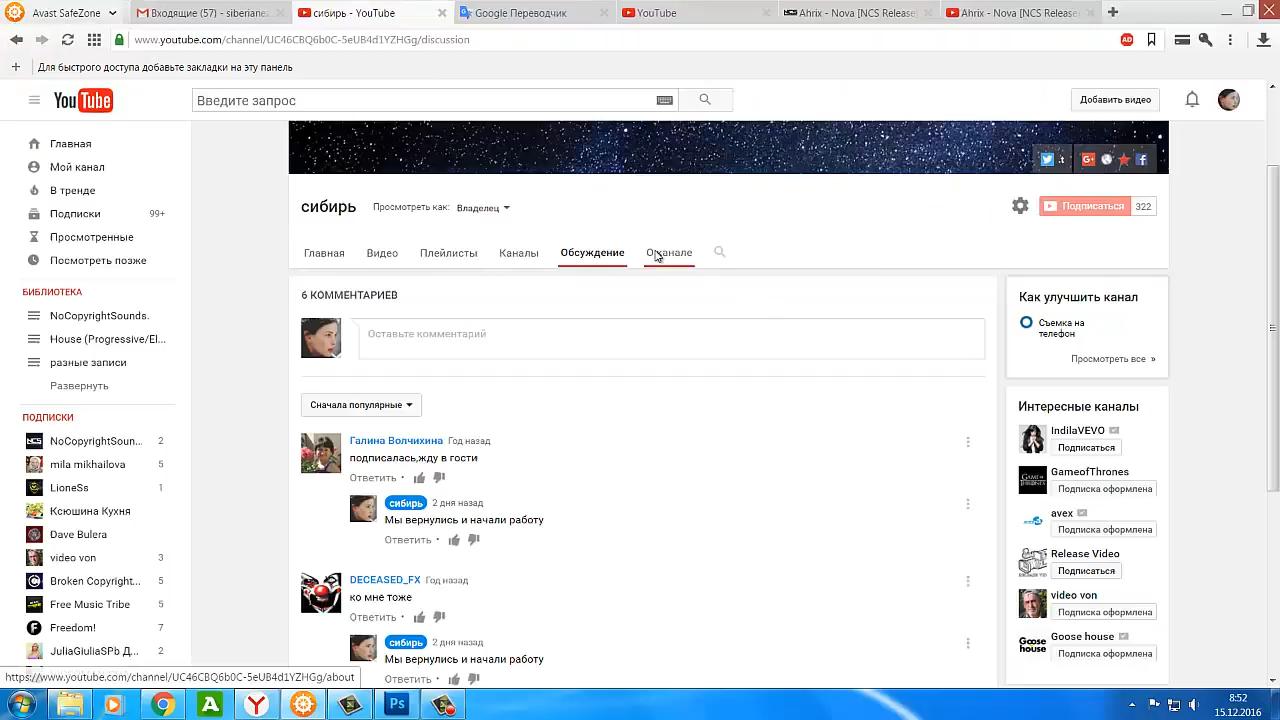 Avast SafeZone
Входящие (57) - siberane
сибирь - YouTube
Google Переводчик
YouTube
Ahrix - Nova [NCS Release]
Ahrix - Nova [NCS Release]
www.youtube.com/channel/UC46CBQ6b0C-5eUB4d1YZHGg/discussion
AD
Для быстрого доступа добавьте закладки на эту панель
YouTube
Введите запрос
Добавить видео
Главная
Мой канал
В тренде
Подписки 99+
Просмотренные
Посмотреть позже
БИБЛИОТЕКА
NoCopyrightSounds.
House (Progressive/El...
разные записи
Развернуть
ПОДПИСКИ
NoCopyrightSoun... 2
mila mikhailova 5
LioneSs 1
Ксюшина Кухня
Dave Bulera
video von 3
Broken Copyright... 5
Free Music Tribe 5
Freedom! 7
JuliaGiuliaSPb Д... 2
сибирь
Просмотреть как: Владелец
Подписаться 322
Главная Видео Плейлисты Каналы Обсуждение О канале
6 КОММЕНТАРИЕВ
Оставьте комментарий
Сначала популярные
Галина Волчихина Год назад
подписалась,жду в гости
Ответить •
сибирь 2 дня назад
Мы вернулись и начали работу
Ответить •
DECEASED_FX Год назад
ко мне тоже
Ответить •
сибирь 2 дня назад
Мы вернулись и начали работу
Ответить •
Как улучшить канал
Съемка на
телефон
Просмотреть все »
Интересные каналы
IndilaVEVO
Подписаться
GameofThrones
Подписка оформлена
avex
Подписка оформлена
Release Video
Подписаться
video von
Подписка оформлена
Goose house
Подписка оформлена
https://www.youtube.com/channel/UC46CBQ6b0C-5eUB4d1YZHGg/about
8:52
15.12.2016